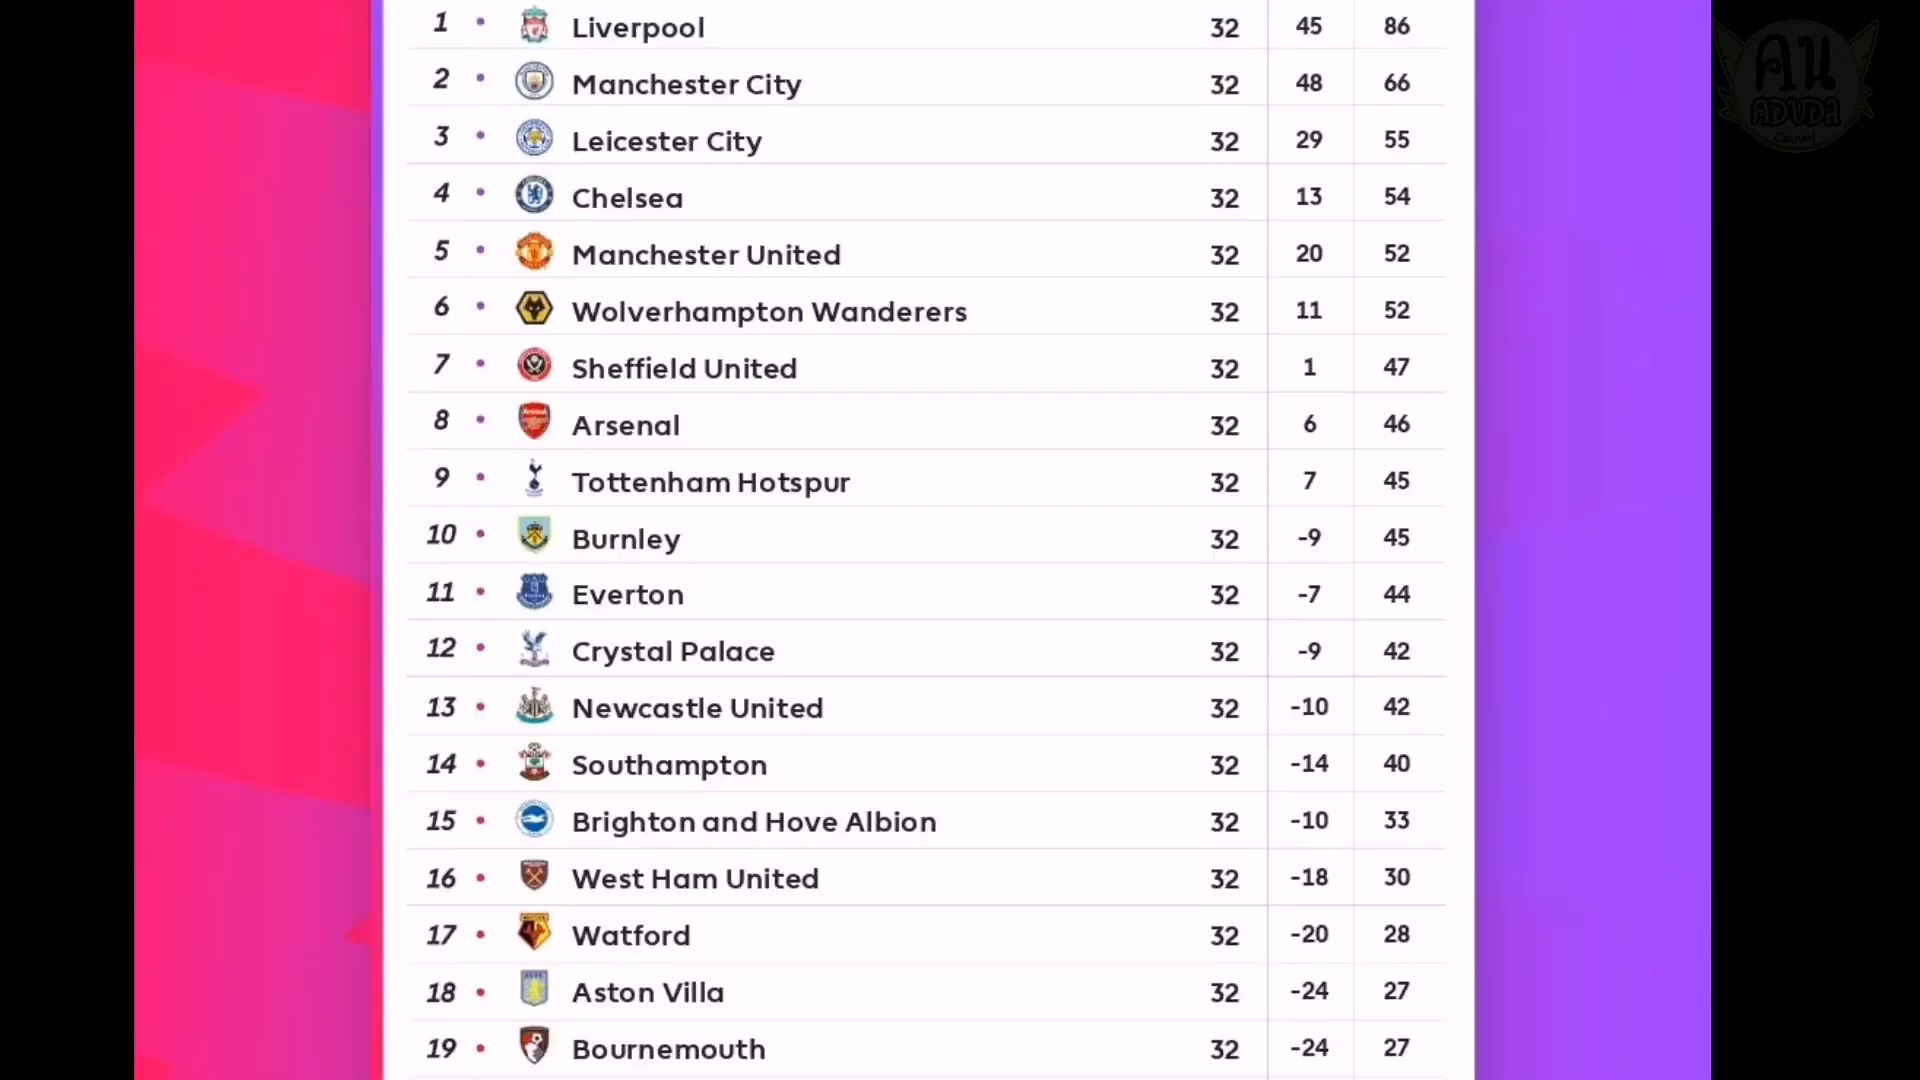 1 • Liverpool 32 45 86
2 • Manchester City 32 48 66
3 • Leicester City 32 29 55
4 • Chelsea 32 13 54
5 • Manchester United 32 20 52
6 • Wolverhampton Wanderers 32 11 52
7 • Sheffield United 32 1 47
8 • Arsenal 32 6 46
9 • Tottenham Hotspur 32 7 45
10 • Burnley 32 -9 45
11 • Everton 32 -7 44
12 • Crystal Palace 32 -9 42
13 • Newcastle United 32 -10 42
14 • Southampton 32 -14 40
15 • Brighton and Hove Albion 32 -10 33
16 • West Ham United 32 -18 30
17 • Watford 32 -20 28
18 • Aston Villa 32 -24 27
19 • Bournemouth 32 -24 27
AU
ADUDA
Channel